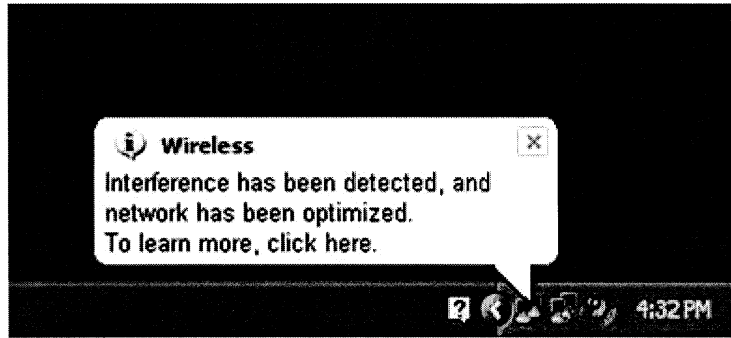 Wireless
Interference has been detected, and
network has been optimized.
To learn more, click here.
4:32 PM